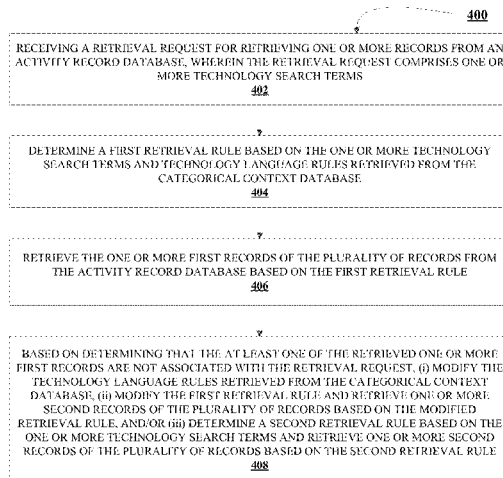 400
RECEIVING A RETRIEVAL REQUEST FOR RETRIEVING ONE OR MORE RECORDS FROM AN
ACTIVITY RECORD DATABASE, WHEREIN THE RETRIEVAL REQUEST COMPRISES ONE OR
MORE TECHNOLOGY SEARCH TERMS
402
DETERMINE A FIRST RETRIEVAL RULE BASED ON THE ONE OR MORE TECHNOLOGY
SEARCH TERMS AND TECHNOLOGY LANGUAGE RULES RETRIEVED FROM THE
CATEGORICAL CONTEXT DATABASE
404
RETRIEVE THE ONE OR MORE FIRST RECORDS OF THE PLURALITY OF RECORDS FROM
THE ACTIVITY RECORD DATABASE BASED ON THE FIRST RETRIEVAL RULE
406
BASED ON DETERMINING THAT THE AT LEAST ONE OF THE RETRIEVED ONE OR MORE
FIRST RECORDS ARE NOT ASSOCIATED WITH THE RETRIEVAL REQUEST, (i) MODIFY THE
TECHNOLOGY LANGUAGE RULES RETRIEVED FROM THE CATEGORICAL CONTEXT
DATABASE, (ii) MODIFY THE FIRST RETRIEVAL RULE AND RETRIEVE ONE OR MORE
SECOND RECORDS OF THE PLURALITY OF RECORDS BASED ON THE MODIFIED
RETRIEVAL RULE, AND/OR (iii) DETERMINE A SECOND RETRIEVAL RULE BASED ON THE
ONE OR MORE TECHNOLOGY SEARCH TERMS AND RETRIEVE ONE OR MORE SECOND
RECORDS OF THE PLURALITY OF RECORDS BASED ON THE SECOND RETRIEVAL RULE
408